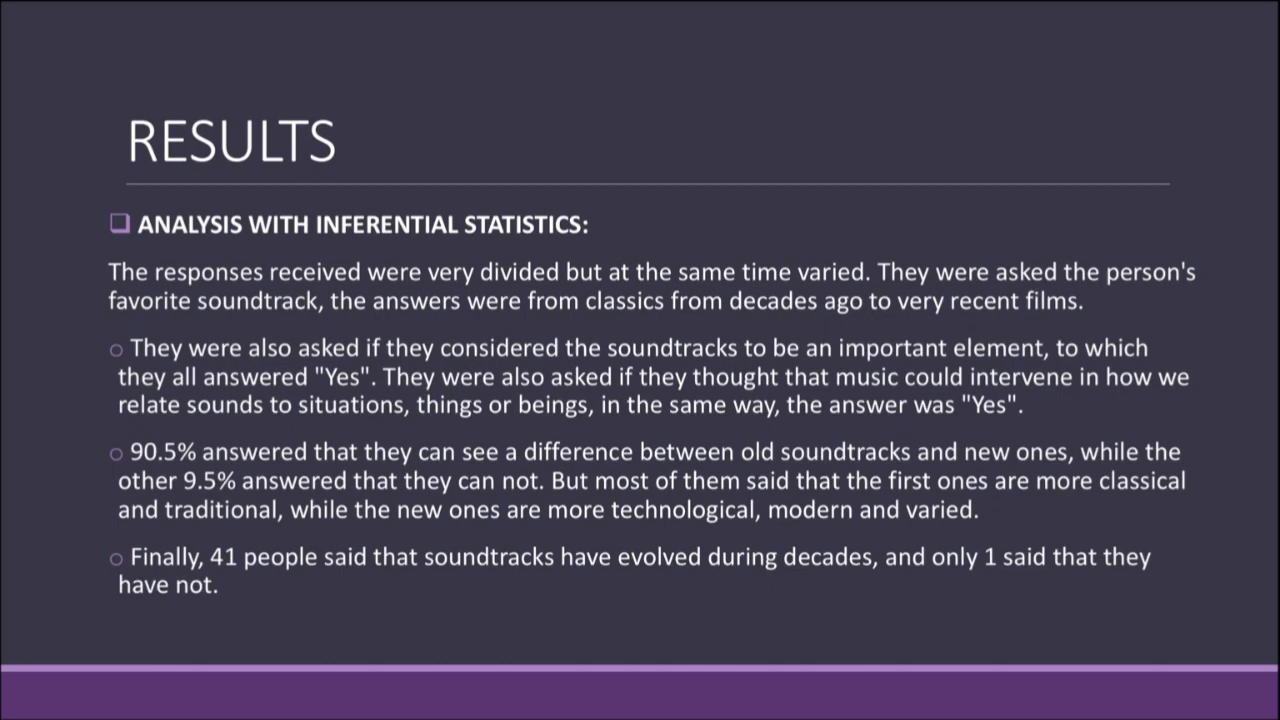 RESULTS
ANALYSIS WITH INFERENTIAL STATISTICS:
The responses received were very divided but at the same time varied. They were asked the person's
favorite soundtrack, the answers were from classics from decades ago to very recent films.
They were also asked if they considered the soundtracks to be an important element, to which
they all answered "Yes". They were also asked if they thought that music could intervene in how we
relate sounds to situations, things or beings, in the same way, the answer was "Yes".
90.5% answered that they can see a difference between old soundtracks and new ones, while the
other 9.5% answered that they can not. But most of them said that the first ones are more classical
and traditional, while the new ones are more technological, modern and varied.
Finally, 41 people said that soundtracks have evolved during decades, and only 1 said that they
have not.